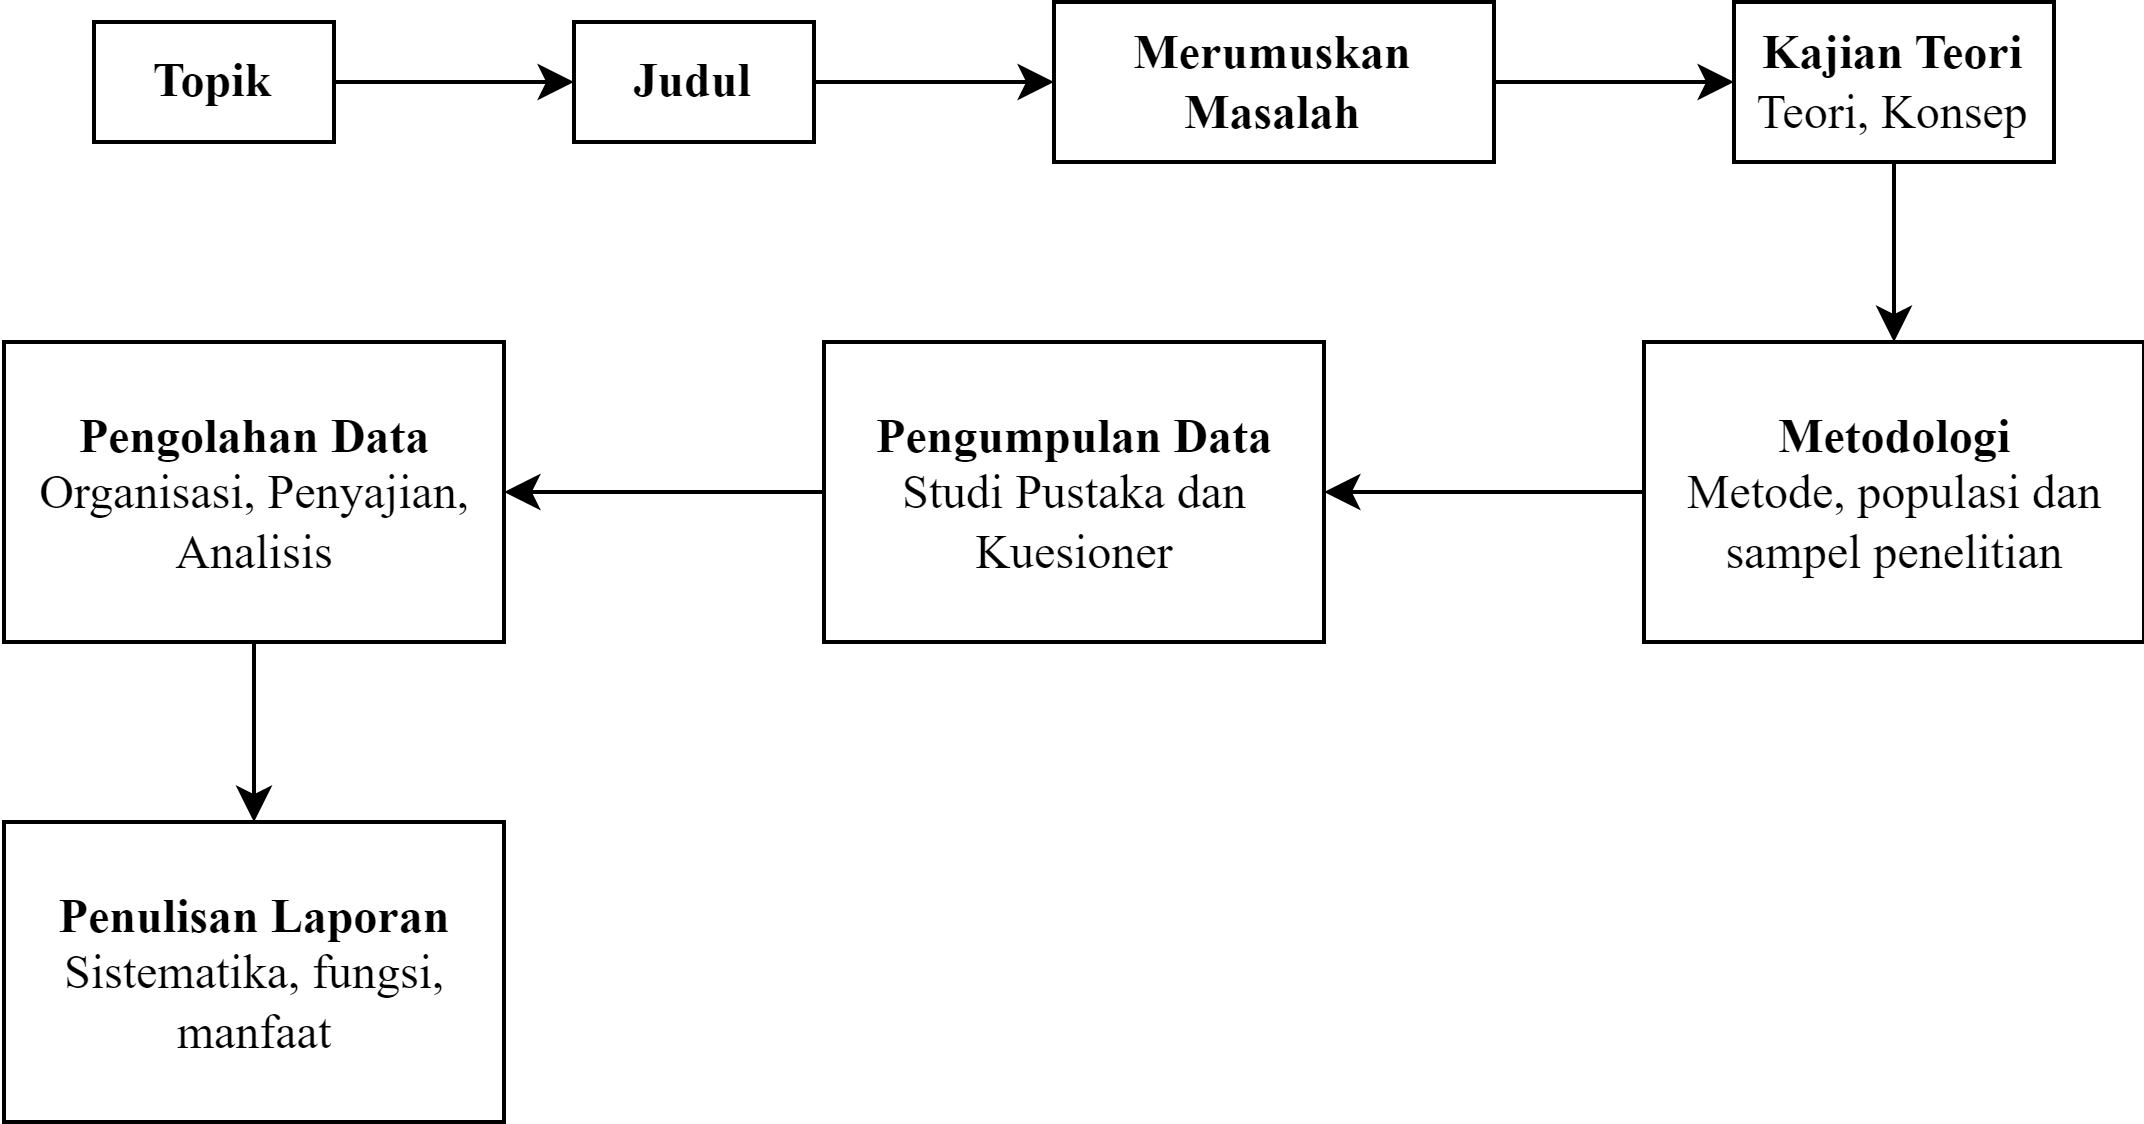 Topik
Judul
Merumuskan
Masalah
Kajian Teori
Teori, Konsep
Metodologi
Metode, populasi dan
sampel penelitian
Pengumpulan Data
Studi Pustaka dan
Kuesioner
Pengolahan Data
Organisasi, Penyajian,
Analisis
Penulisan Laporan
Sistematika, fungsi,
manfaat